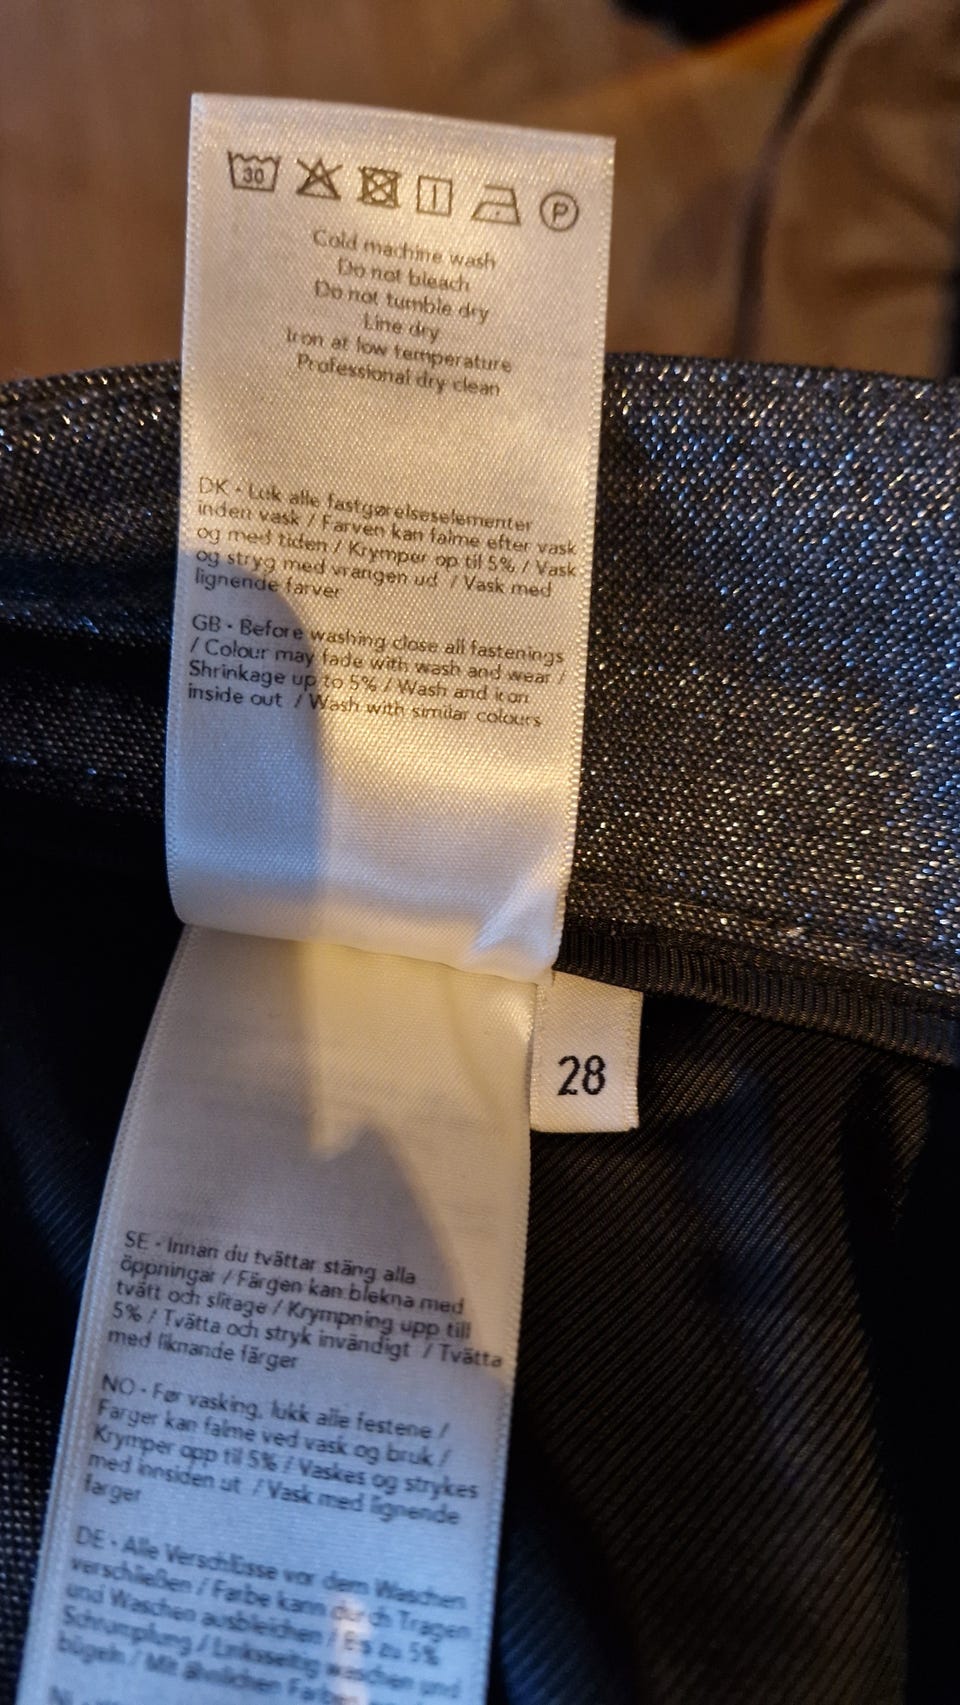 30
P
Cold machine wash
Do not bleach
Do not tumble dry
Line dry
Iron at low temperature
Professional dry clean
DK - Luk alle fastgørelseselementer
inden vask / Farven kan falme efter vask
og med tiden / Krymper op til 5% / Vask
og stryg med vrangen ud / Vask med
lignende farver
GB - Before washing close all fastenings
/ Colour may fade with wash and wear /
Shrinkage up to 5% / Wash and iron
inside out / Wash with similar colours
28
SE - Innan du tvättar stäng alla
öppningar / Färgen kan blekna med
tvätt och slitage / Krympning upp till
5% / Tvätta och stryk invändigt / Tvätta
med liknande färger
NO - Før vasking, lukk alle festene /
Farger kan falme ved vask og bruk /
Krymper opp til 5% / Vaskes og strykes
med innsiden ut / Vask med lignende
farger
DE - Alle Verschlüsse vor dem Waschen
verschließen / Farbe kann durch Tragen
und Waschen ausbleichen / Bis zu 5%
Schrumpfung / Linksseitig waschen und
bügeln / Mit ähnlichen Farben